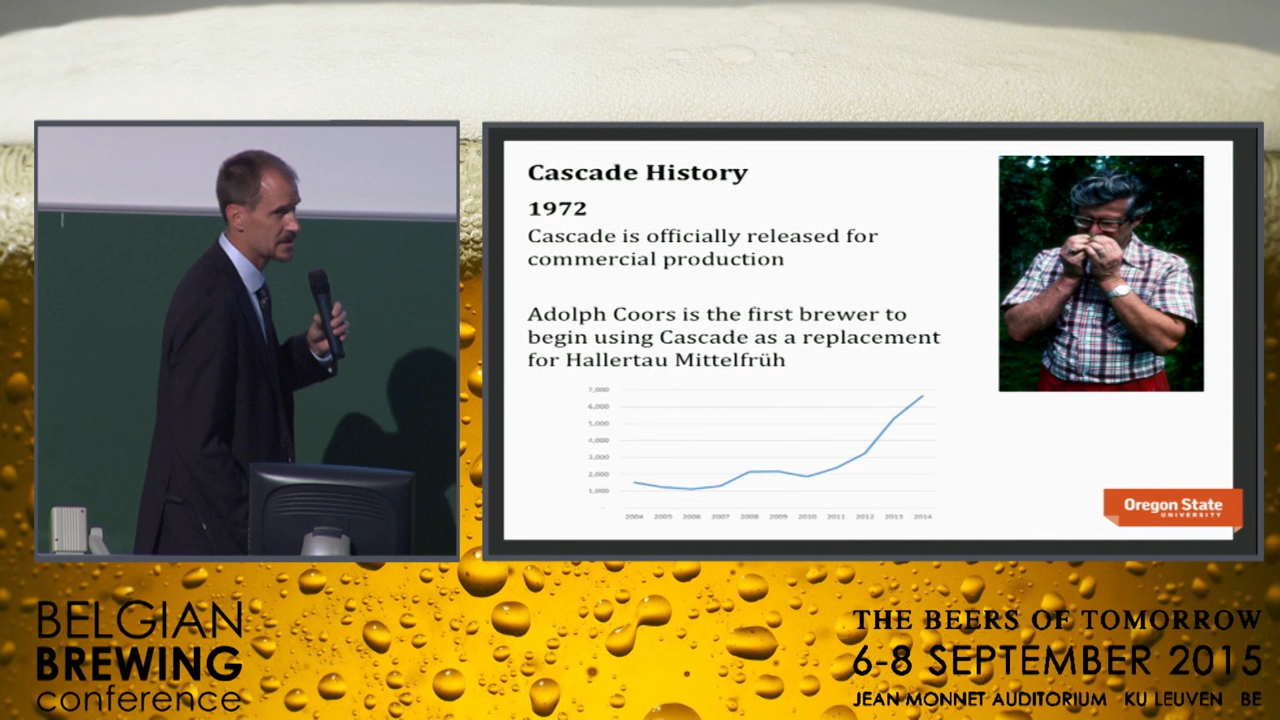 Cascade History
1972
Cascade is officially released for
commercial production
Adolph Coors is the first brewer to
begin using Cascade as a replacement
for Hallertau Mittelfrüh
7,000
6,000
5,000
4,000
3,000
2,000
1,000
-
2004 2005 2006 2007 2008 2009 2010 2011 2012 2013 2014
Oregon State
UNIVERSITY
BELGIAN
BREWING
conference
THE BEERS OF TOMORROW
6-8 SEPTEMBER 2015
JEAN MONNET AUDITORIUM KU LEUVEN BE